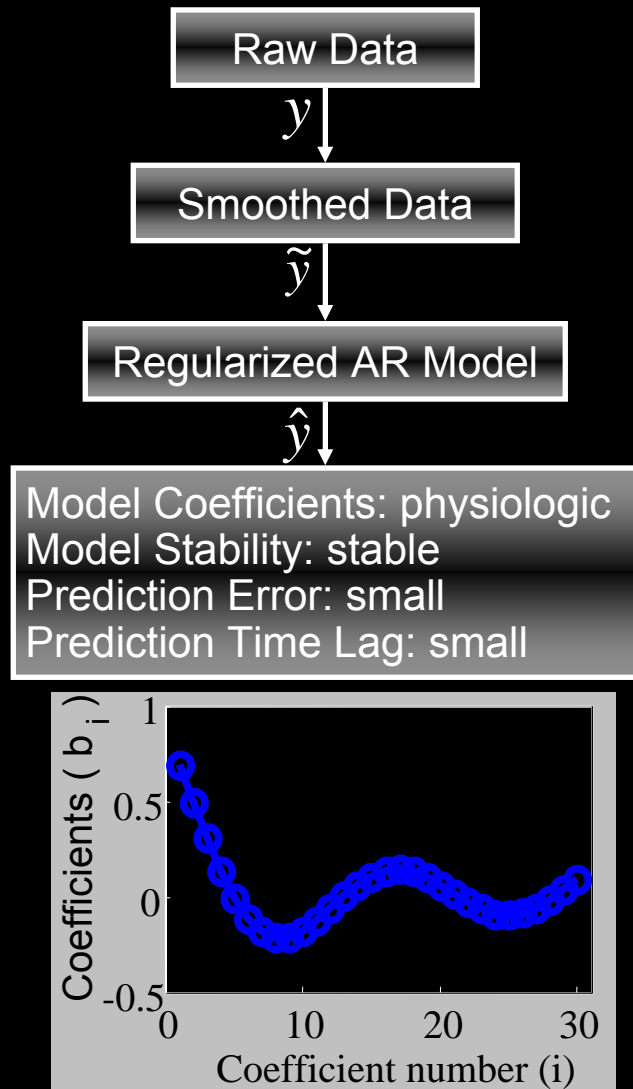 Raw Data
y
Smoothed Data
ỹ
Regularized AR Model
ŷ
Model Coefficients: physiologic
Model Stability: stable
Prediction Error: small
Prediction Time Lag: small
Coefficients ( b i )
1
0.5
0
-0.5
0 10 20 30
Coefficient number (i)